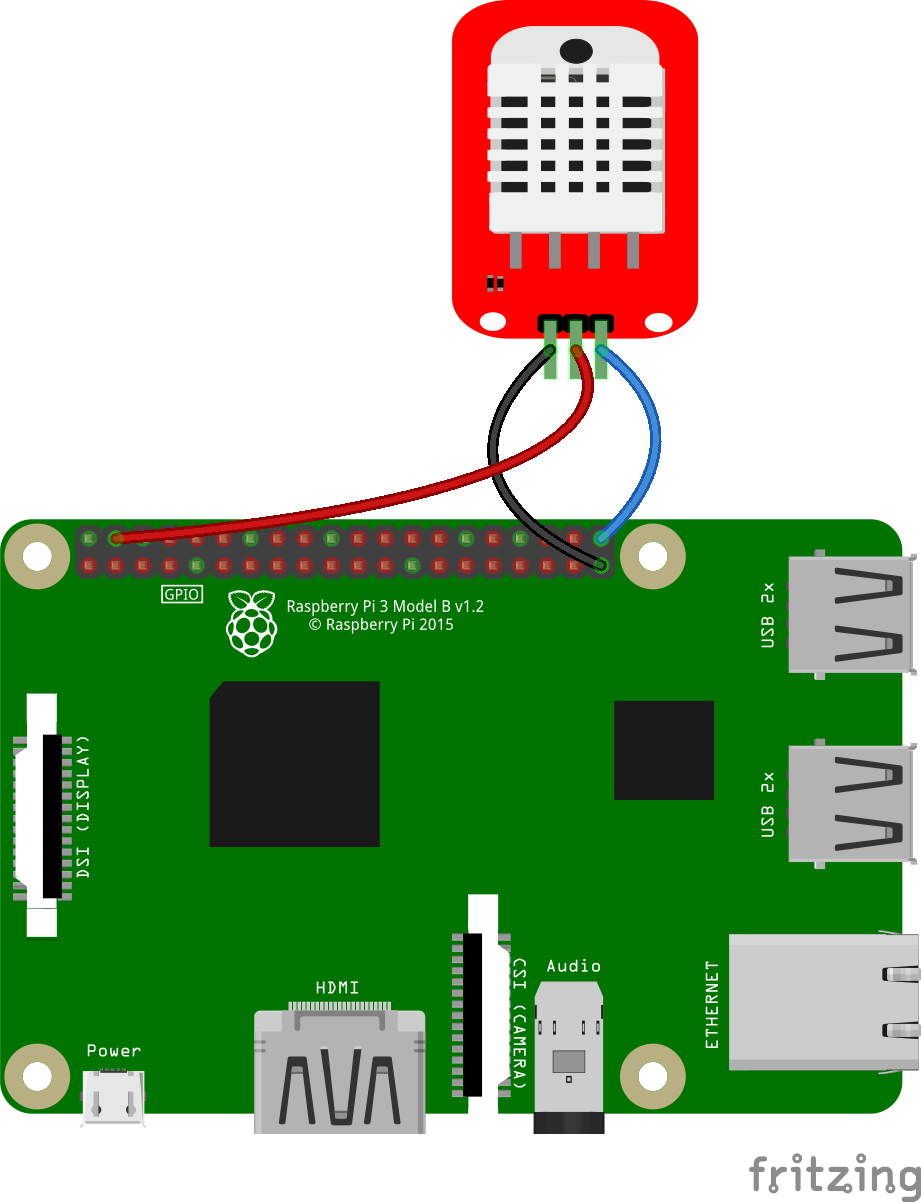 GPIO
Raspberry Pi 3 Model B v1.2
© Raspberry Pi 2015
USB 2x
DSI (DISPLAY)
USB 2x
CSI (CAMERA)
Audio
ETHERNET
HDMI
Power
fritzing